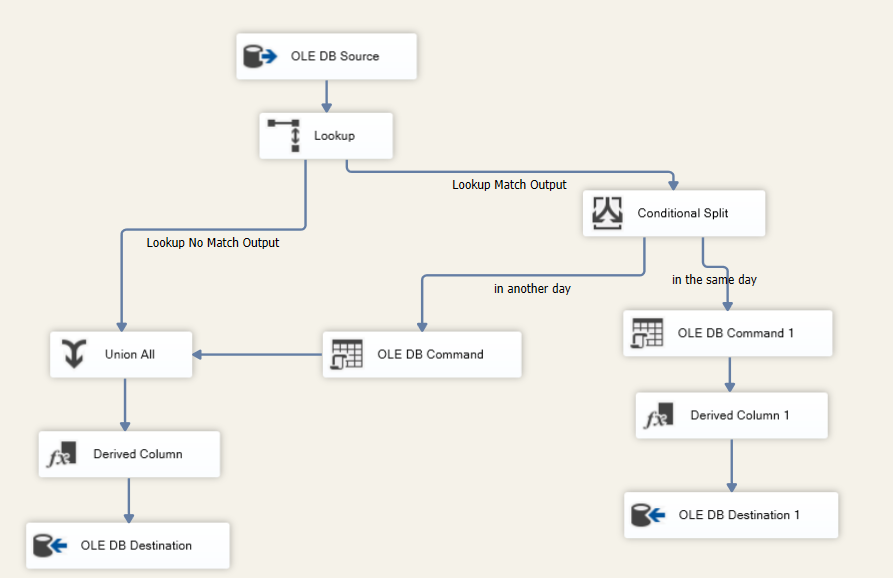 OLE DB Source
Lookup
Lookup Match Output
Conditional Split
Lookup No Match Output
in another day
in the same day
OLE DB Command 1
Union All
OLE DB Command
Derived Column 1
Derived Column
OLE DB Destination 1
OLE DB Destination